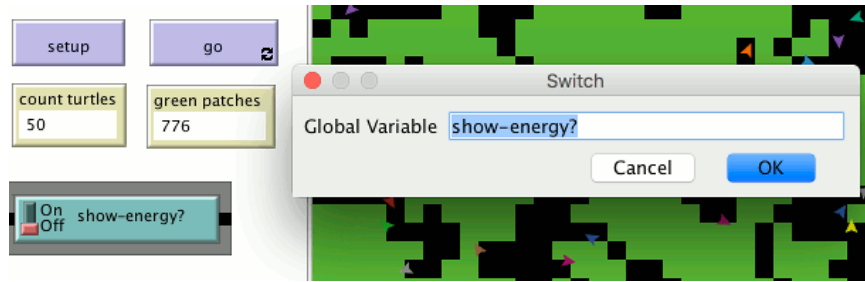 setup
go
count turtles
50
green patches
776
On
Off
show-energy?
Switch
Global Variable show-energy?
Cancel
OK